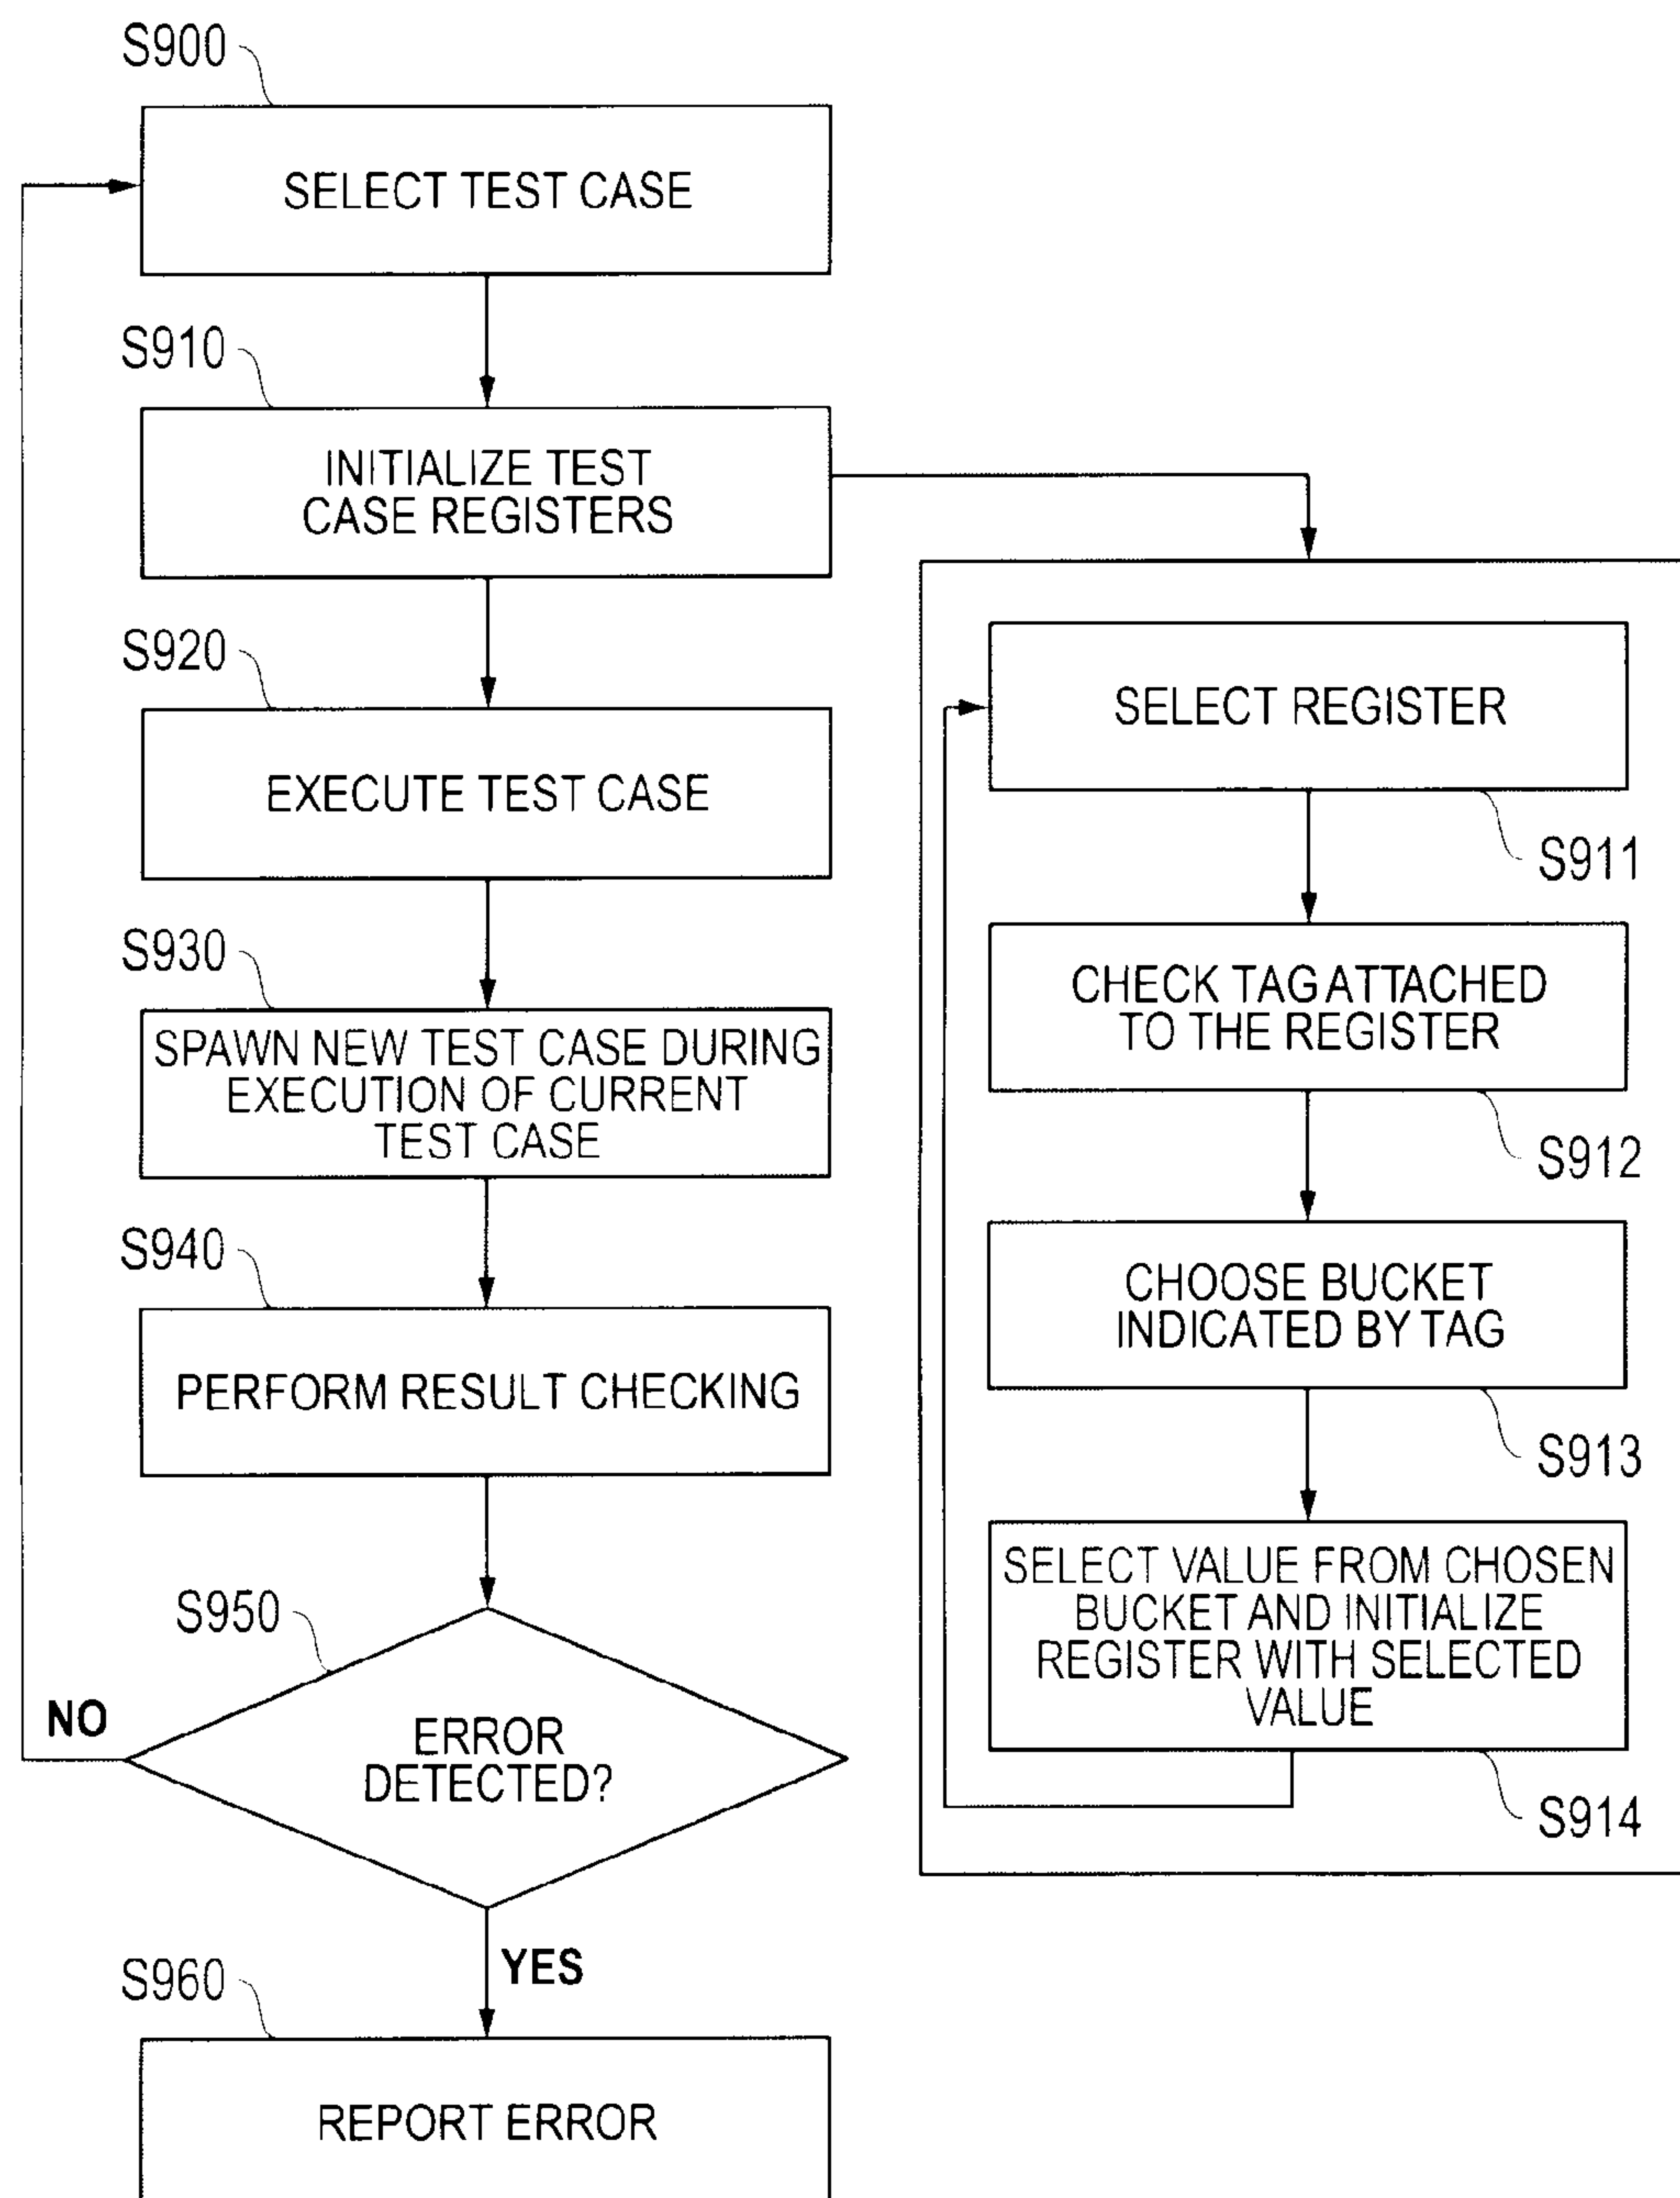 S900
SELECT TEST CASE
S910
INITIALIZE TEST
CASE REGISTERS
S920
EXECUTE TEST CASE
S930
SPAWN NEW TEST CASE DURING
EXECUTION OF CURRENT
TEST CASE
S940
PERFORM RESULT CHECKING
S950
ERROR
DETECTED?
NO
YES
S960
REPORT ERROR
SELECT REGISTER
S911
CHECK TAG ATTACHED
TO THE REGISTER
S912
CHOOSE BUCKET
INDICATED BY TAG
S913
SELECT VALUE FROM CHOSEN
BUCKET AND INITIALIZE
REGISTER WITH SELECTED
VALUE
S914